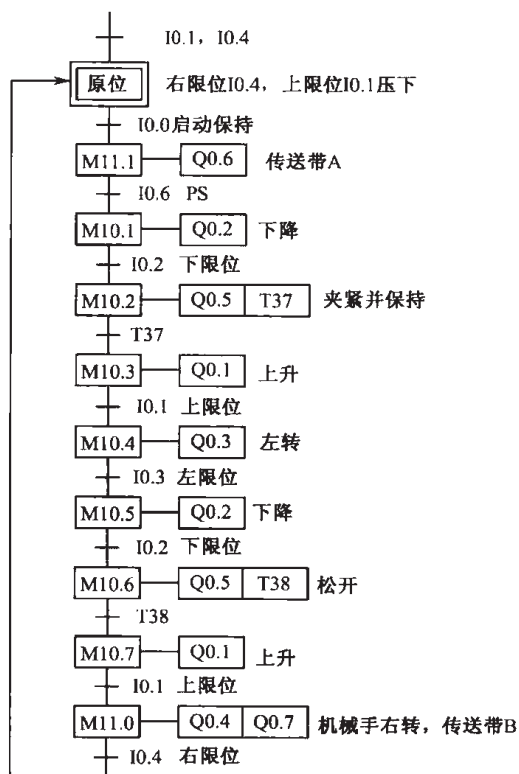 I0.1，I0.4
原位 右限位I0.4，上限位I0.1压下
I0.0启动保持
M11.1 Q0.6 传送带A
I0.6 PS
M10.1 Q0.2 下降
I0.2 下限位
M10.2 Q0.5 T37 夹紧并保持
T37
M10.3 Q0.1 上升
I0.1 上限位
M10.4 Q0.3 左转
I0.3 左限位
M10.5 Q0.2 下降
I0.2 下限位
M10.6 Q0.5 T38 松开
T38
M10.7 Q0.1 上升
I0.1 上限位
M11.0 Q0.4 Q0.7 机械手右转，传送带B
I0.4 右限位